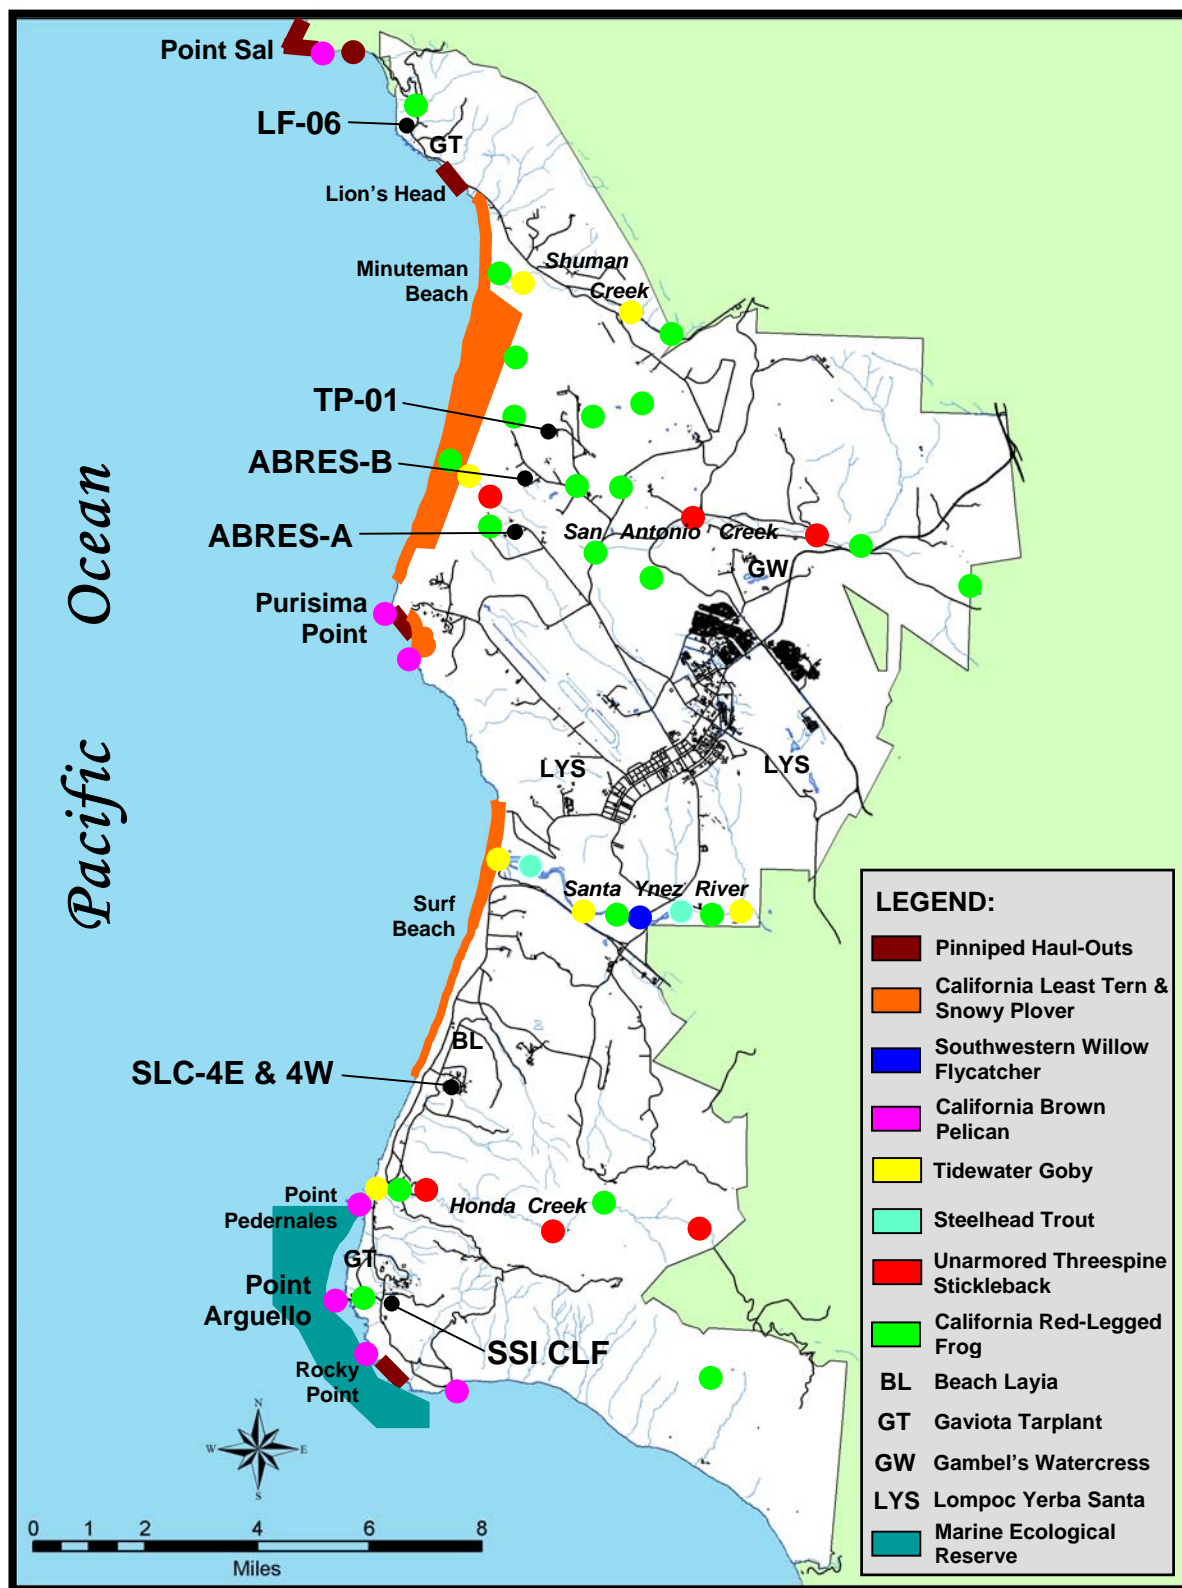 Point Sal
LF-06
GT
Lion's Head
Shuman
Creek
Minuteman
Beach
TP-01
ABRES-B
ABRES-A
San Antonio Creek
GW
Purisima
Point
Pacific Ocean
LYS
LYS
Santa Ynez River
Surf
Beach
BL
SLC-4E & 4W
Point
Pedernales
Honda Creek
GT
Point
Arguello
SSI CLF
Rocky
Point
N
W E
S
0 1 2 4 6 8
Miles
LEGEND:
Pinniped Haul-Outs
California Least Tern &
Snowy Plover
Southwestern Willow
Flycatcher
California Brown
Pelican
Tidewater Goby
Steelhead Trout
Unarmored Threespine
Stickleback
California Red-Legged
Frog
BL Beach Layia
GT Gaviota Tarplant
GW Gambel's Watercress
LYS Lompoc Yerba Santa
Marine Ecological
Reserve